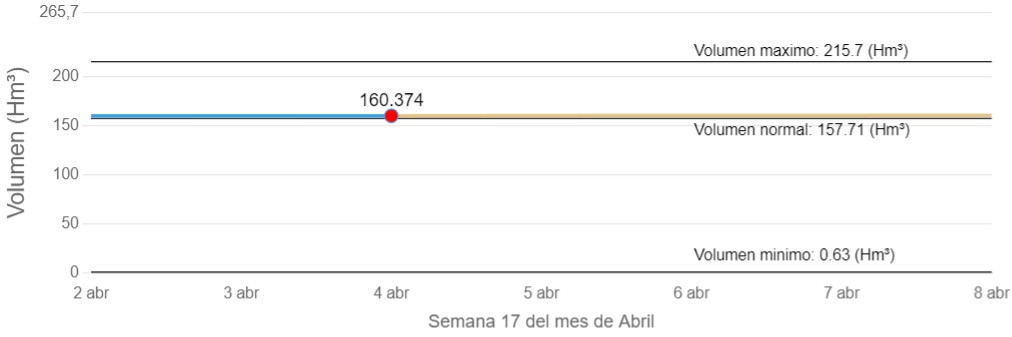 265,7
Volumen maximo: 215.7 (Hm³)
200
160.374
150
Volumen normal: 157.71 (Hm³)
Volumen (Hm³)
100
50
Volumen minimo: 0.63 (Hm³)
0
2 abr 3 abr 4 abr 5 abr 6 abr 7 abr 8 abr
Semana 17 del mes de Abril